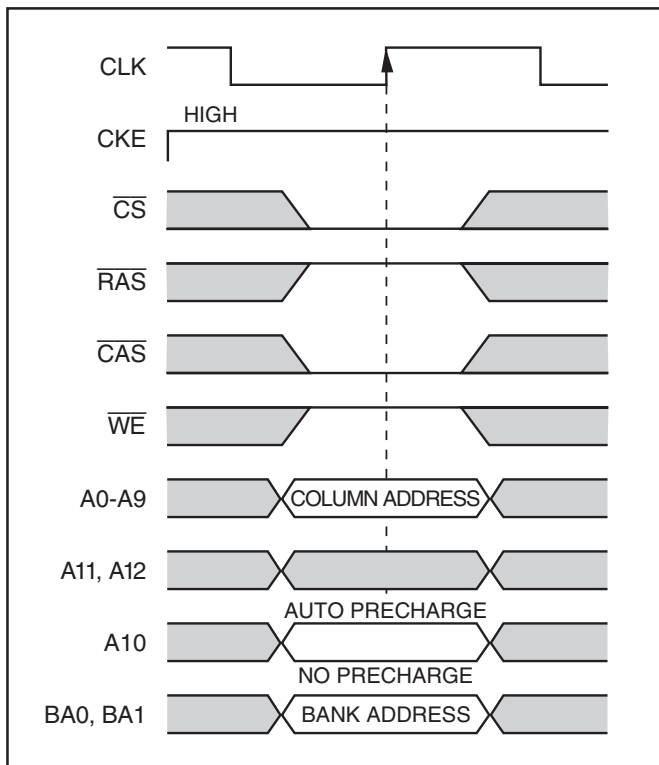 CLK
HIGH
CKE
CS
RAS
CAS
WE
A0-A9 COLUMN ADDRESS
A11, A12
AUTO PRECHARGE
A10
NO PRECHARGE
BA0, BA1 BANK ADDRESS